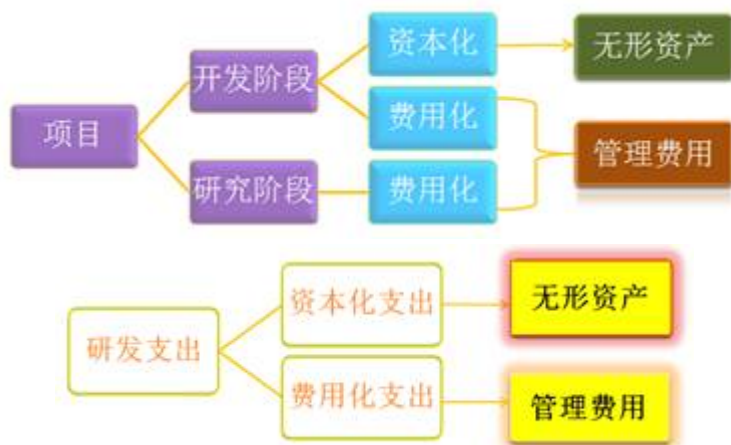 资本化
无形资产
开发阶段
费用化
项目
管理费用
研究阶段
费用化
资本化支出
无形资产
研发支出
费用化支出
管理费用